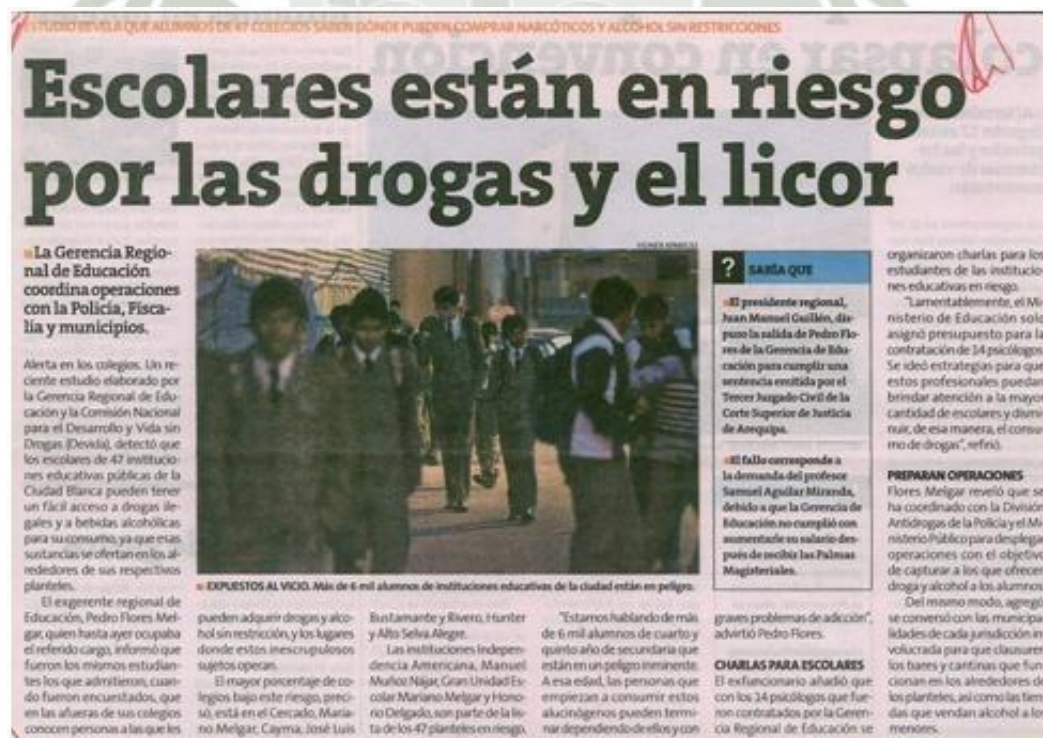 ESTUDIO REVELA QUE ALUMNOS DE 47 COLEGIOS SABEN DÓNDE PUEDEN COMPRAR NARCÓTICOS Y ALCOHOL SIN RESTRICCIONES
Escolares están en riesgo
por las drogas y el licor
La Gerencia Regio-
nal de Educación
coordina operaciones
con la Policía, Fisca-
lía y municipios.
Alerta en los colegios. Un re-
ciente estudio elaborado por
la Gerencia Regional de Edu-
cación y la Comisión Nacional
para el Desarrollo y Vida sin
Drogas (Devida), detectó que
los escolares de 47 institucio-
nes educativas públicas de la
Ciudad Blanca pueden tener
un fácil acceso a drogas ile-
gales y a bebidas alcohólicas
para su consumo, ya que esas
sustancias se ofertan en los al-
rededores de sus respectivos
planteles.
El exgerente regional de
Educación, Pedro Flores Mel-
gar, quien hasta ayer ocupaba
el referido cargo, informó que
fueron los mismos estudian-
tes los que admitieron, cuan-
do fueron encuestados, que
en las afueras de sus colegios
conocen personas a las que les
EXPUESTOS AL VICIO. Más de 6 mil alumnos de instituciones educativas de la ciudad están en peligro.
pueden adquirir drogas y alco-
hol sin restricción, y los lugares
donde estos inescrupulosos
sujetos operan.
El mayor porcentaje de co-
legios bajo este riesgo, preci-
só, está en el Cercado, Maria-
no Melgar, Cayma, José Luis
Bustamante y Rivero, Hunter
y Alto Selva Alegre.
Las instituciones Indepen-
dencia Americana, Manuel
Muñoz Nájar, Gran Unidad Es-
colar Mariano Melgar y Hono-
rio Delgado, son parte de la lis-
ta de los 47 planteles en riesgo.
"Estamos hablando de más
de 6 mil alumnos de cuarto y
quinto año de secundaria que
están en un peligro inminente.
A esa edad, las personas que
empiezan a consumir estos
alucinógenos pueden termi-
nar dependiendo de ellos y con
graves problemas de adicción",
advirtió Pedro Flores.
CHARLAS PARA ESCOLARES
El exfuncionario añadió que
con los 14 psicólogos que fue-
ron contratados por la Geren-
cia Regional de Educación se
? SABÍA QUE
El presidente regional,
Juan Manuel Guillén, dis-
puso la salida de Pedro Flo-
res de la Gerencia de Edu-
cación para cumplir una
sentencia emitida por el
Tercer Juzgado Civil de la
Corte Superior de Justicia
de Arequipa.
El fallo corresponde a
la demanda del profesor
Samuel Aguilar Miranda,
debido a que la Gerencia de
Educación no cumplió con
aumentarle su salario des-
pués de recibir las Palmas
Magisteriales.
organizaron charlas para los
estudiantes de las institucio-
nes educativas en riesgo.
"Lamentablemente, el Mi-
nisterio de Educación solo
asignó presupuesto para la
contratación de 14 psicólogos.
Se ideó estrategias para que
estos profesionales puedan
brindar atención a la mayor
cantidad de escolares y dismi-
nuir, de esa manera, el consu-
mo de drogas", refirió.
PREPARAN OPERACIONES
Flores Melgar reveló que se
ha coordinado con la División
Antidrogas de la Policía y el Mi-
nisterio Público para desplegar
operaciones con el objetivo
de capturar a los que ofrecen
droga y alcohol a los alumnos
Del mismo modo, agregó
se conversó con las municipa-
lidades de cada jurisdicción in-
volucrada para que clausuren
los bares y cantinas que fun-
cionan en los alrededores de
los planteles, así como las tien-
das que vendan alcohol a los
menores.